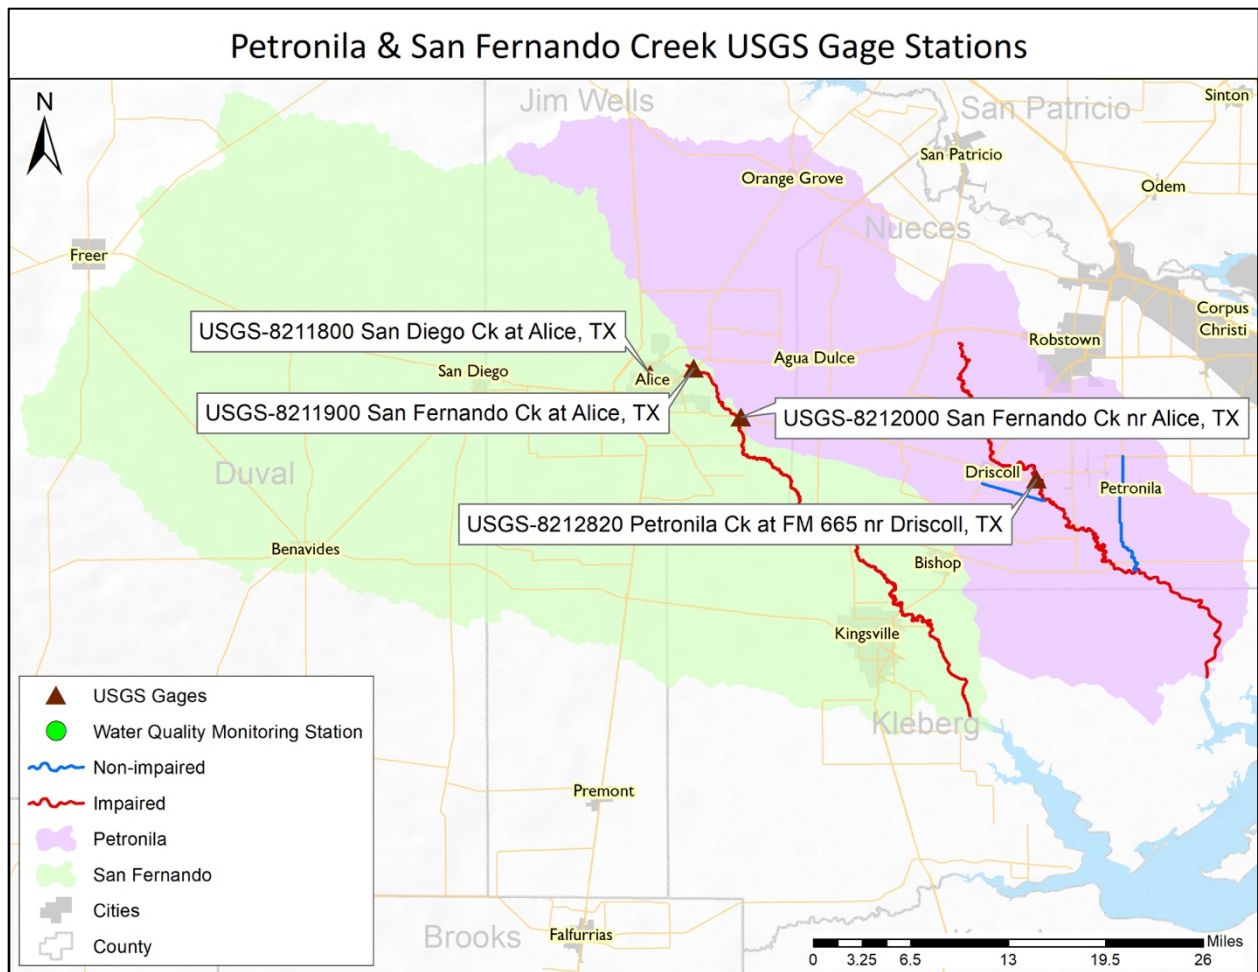 Petronila & San Fernando Creek USGS Gage Stations
N
Jim Wells
San Patricio
Sinton
San Patricio
Orange Grove
Odem
Nueces
Freer
Corpus
Christi
USGS-8211800 San Diego Ck at Alice, TX
Robstown
Agua Dulce
San Diego
Alice
USGS-8211900 San Fernando Ck at Alice, TX
USGS-8212000 San Fernando Ck nr Alice, TX
Duval
Driscoll
Petronila
USGS-8212820 Petronila Ck at FM 665 nr Driscoll, TX
Benavides
Bishop
Kingsville
Kleberg
USGS Gages
Water Quality Monitoring Station
Non-impaired
Impaired
Petronila
San Fernando
Cities
County
Premont
Brooks
Falfurrias
Miles
0 3.25 6.5 13 19.5 26